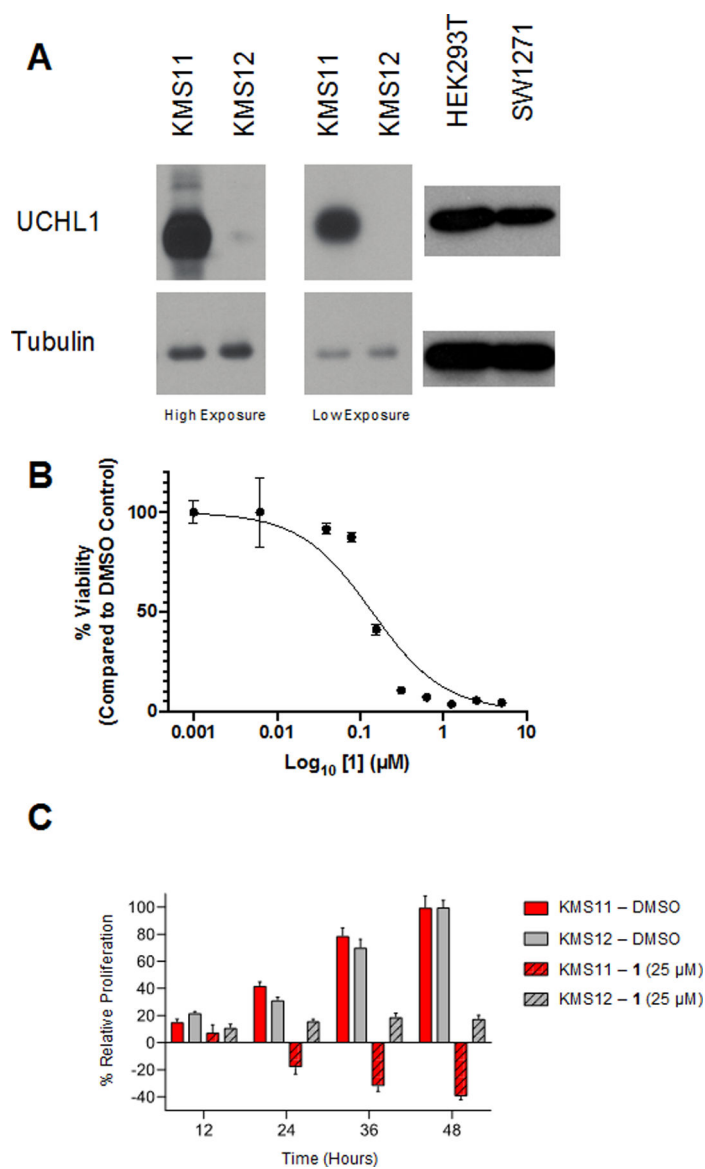 A
KMS11
KMS12
KMS11
KMS12
HEK293T
SW1271
UCHL1
Tubulin
High Exposure
Low Exposure
B
% Viability
(Compared to DMSO Control)
100
50
0
0.001
0.01
0.1
1
10
Log10 [1] (µM)
C
% Relative Proliferation
100
80
60
40
20
0
-20
-40
12
24
36
48
Time (Hours)
KMS11 – DMSO
KMS12 – DMSO
KMS11 – 1 (25 µM)
KMS12 – 1 (25 µM)